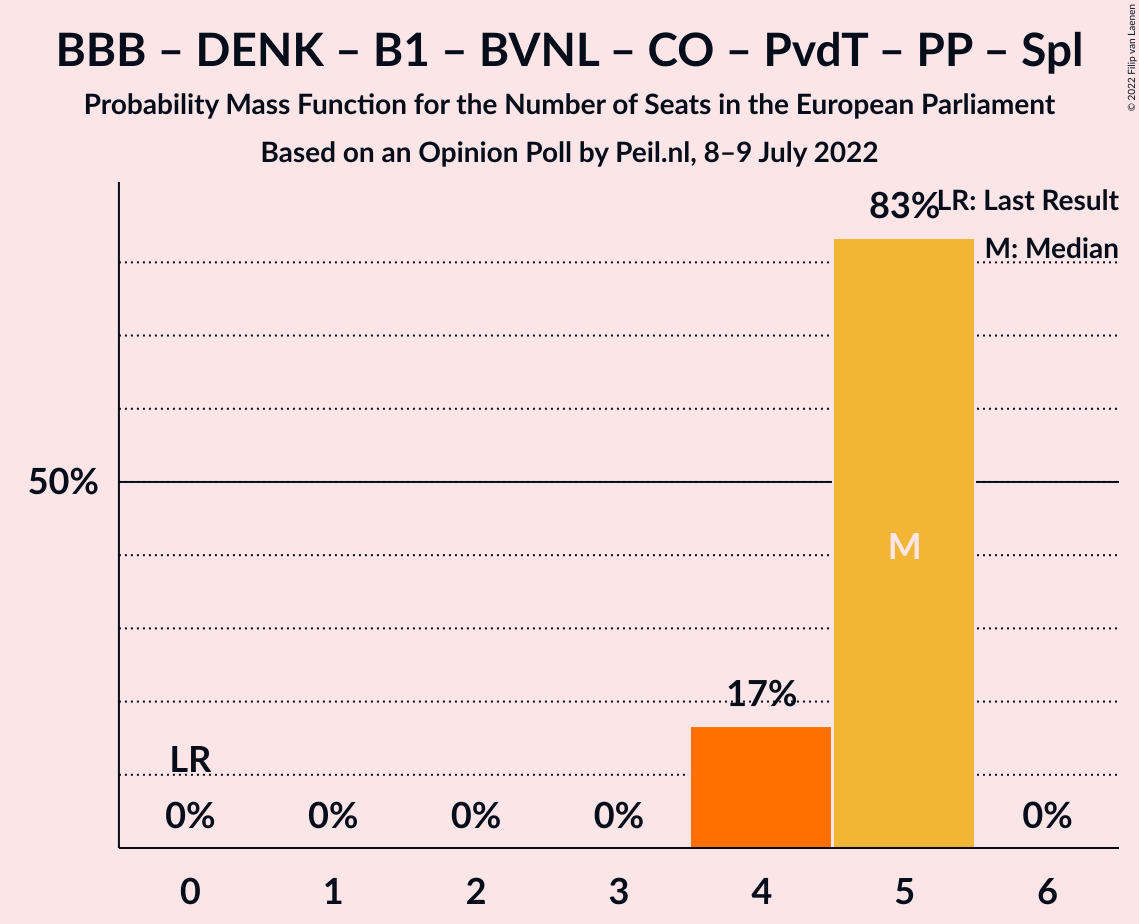 BBB – DENK – B1 – BVNL – CO – PvdT – PP – Spl
Probability Mass Function for the Number of Seats in the European Parliament
Based on an Opinion Poll by Peil.nl, 8–9 July 2022
© 2022 Filip van Laenen
LR: Last Result
M: Median
83%
50%
M
17%
LR
0% 0% 0% 0% 0%
0 1 2 3 4 5 6